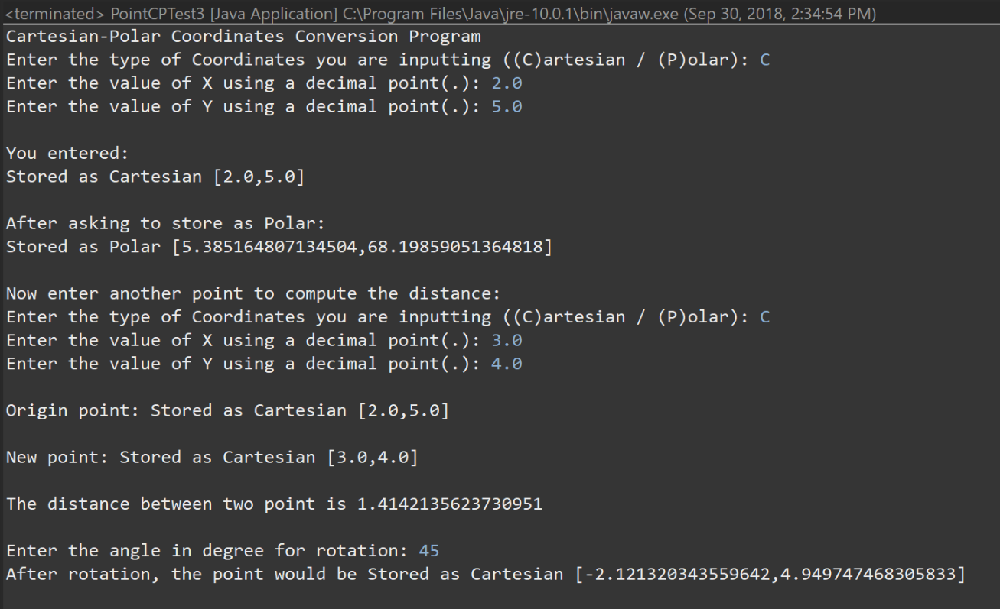 <terminated> PointCPTest3 [Java Application] C:\Program Files\Java\jre-10.0.1\bin\javaw.exe (Sep 30, 2018, 2:34:54 PM)
Cartesian-Polar Coordinates Conversion Program
Enter the type of Coordinates you are inputting ((C)artesian / (P)olar): C
Enter the value of X using a decimal point(.): 2.0
Enter the value of Y using a decimal point(.): 5.0
You entered:
Stored as Cartesian [2.0,5.0]
After asking to store as Polar:
Stored as Polar [5.385164807134504,68.19859051364818]
Now enter another point to compute the distance:
Enter the type of Coordinates you are inputting ((C)artesian / (P)olar): C
Enter the value of X using a decimal point(.): 3.0
Enter the value of Y using a decimal point(.): 4.0
Origin point: Stored as Cartesian [2.0,5.0]
New point: Stored as Cartesian [3.0,4.0]
The distance between two point is 1.4142135623730951
Enter the angle in degree for rotation: 45
After rotation, the point would be Stored as Cartesian [-2.121320343559642,4.949747468305833]